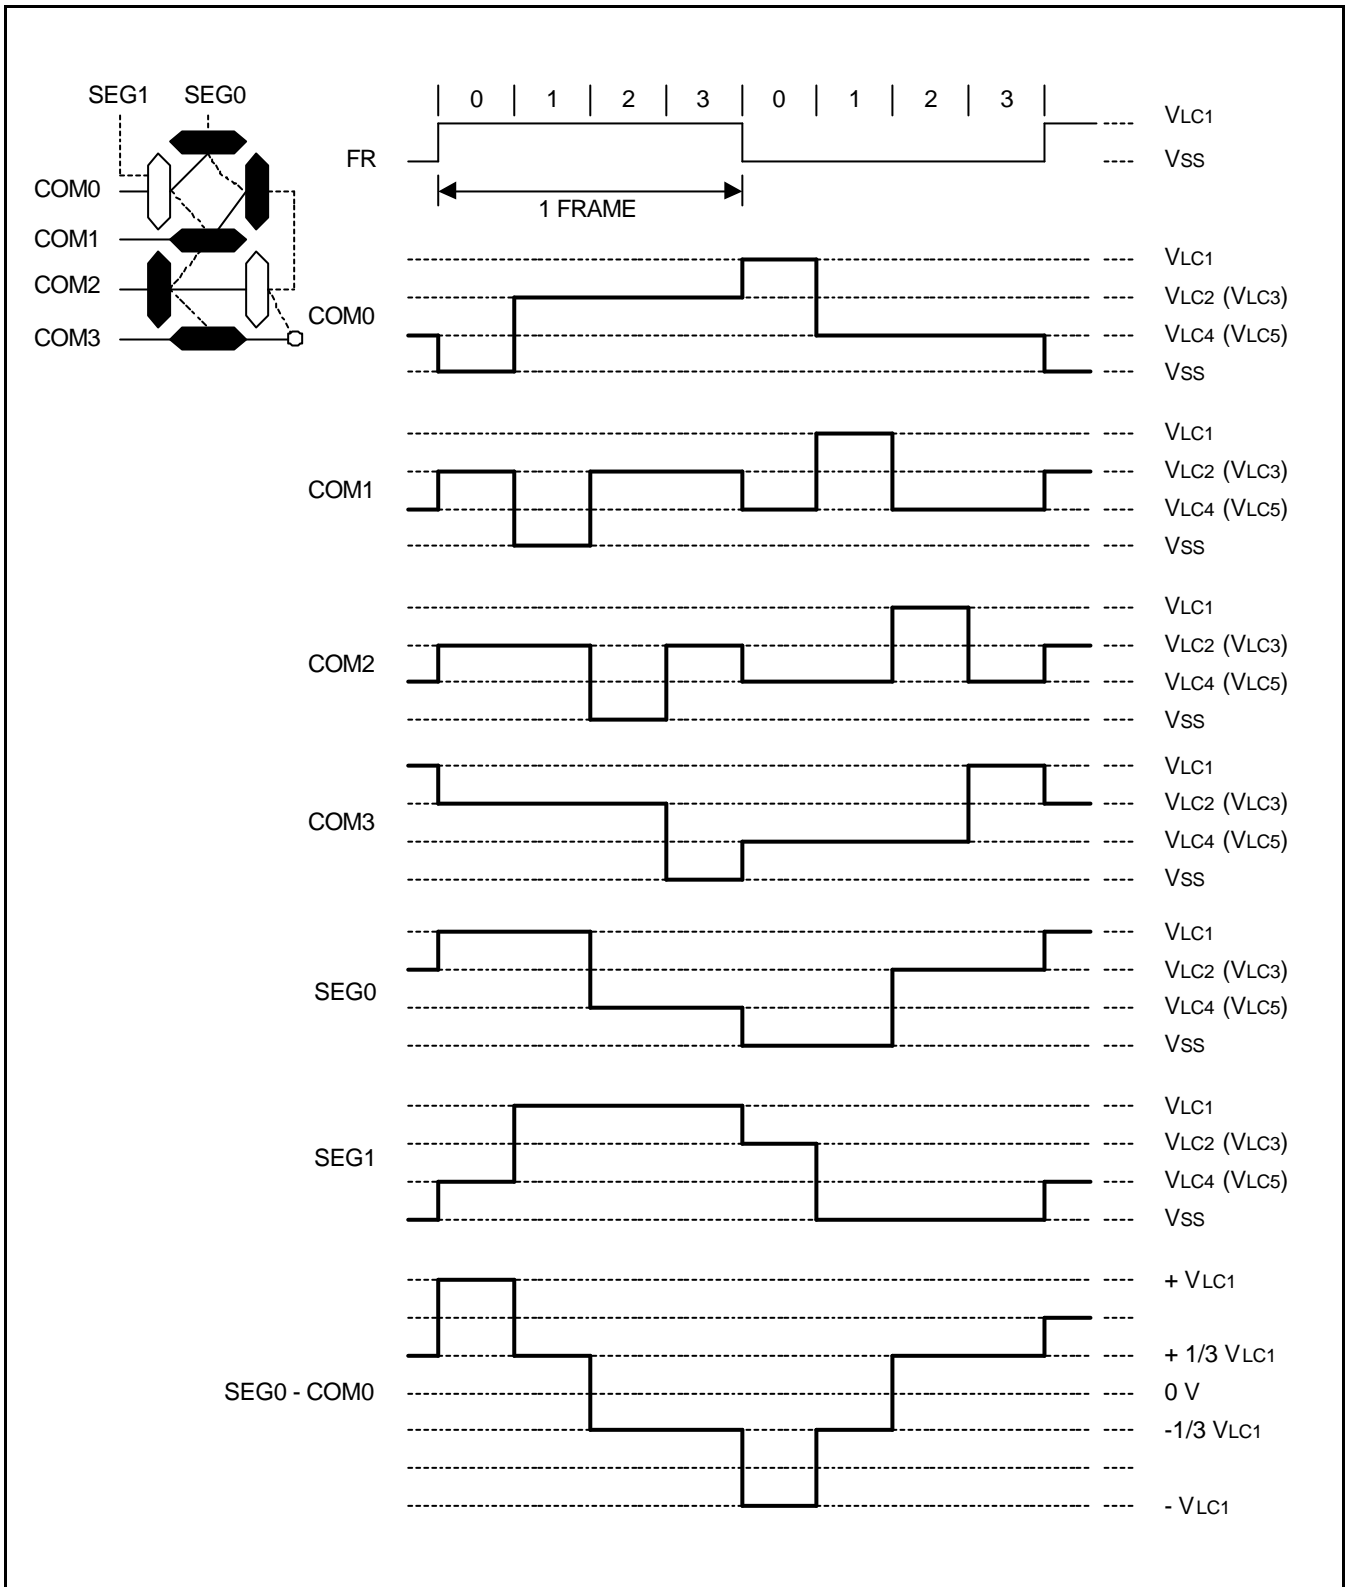 SEG1 SEG0
COM0
COM1
COM2
COM3
0 1 2 3 0 1 2 3
FR
VLC1
VSS
1 FRAME
COM0
VLC1
VLC2 (VLC3)
VLC4 (VLC5)
VSS
COM1
VLC1
VLC2 (VLC3)
VLC4 (VLC5)
VSS
COM2
VLC1
VLC2 (VLC3)
VLC4 (VLC5)
VSS
COM3
VLC1
VLC2 (VLC3)
VLC4 (VLC5)
VSS
SEG0
VLC1
VLC2 (VLC3)
VLC4 (VLC5)
VSS
SEG1
VLC1
VLC2 (VLC3)
VLC4 (VLC5)
VSS
SEG0 - COM0
+ VLC1
+ 1/3 VLC1
0 V
-1/3 VLC1
- VLC1